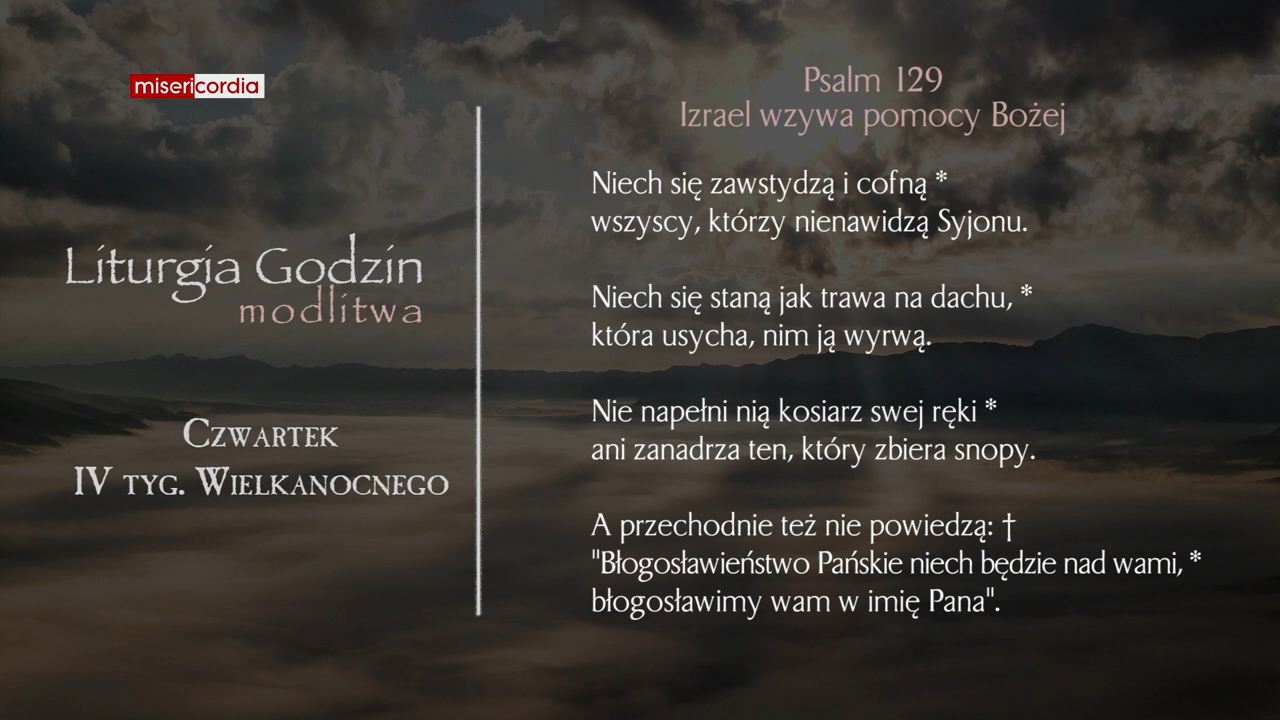 misericordia
Liturgia Godzin
modlitwa
Czwartek
IV tyg. Wielkanocnego
Psalm 129
Izrael wzywa pomocy Bożej
Niech się zawstydzą i cofną *
wszyscy, którzy nienawidzą Syjonu.
Niech się staną jak trawa na dachu, *
która usycha, nim ją wyrwą.
Nie napełni nią kosiarz swej ręki *
ani zanadrza ten, który zbiera snopy.
A przechodnie też nie powiedzą: †
"Błogosławieństwo Pańskie niech będzie nad wami, *
błogosławimy wam w imię Pana".